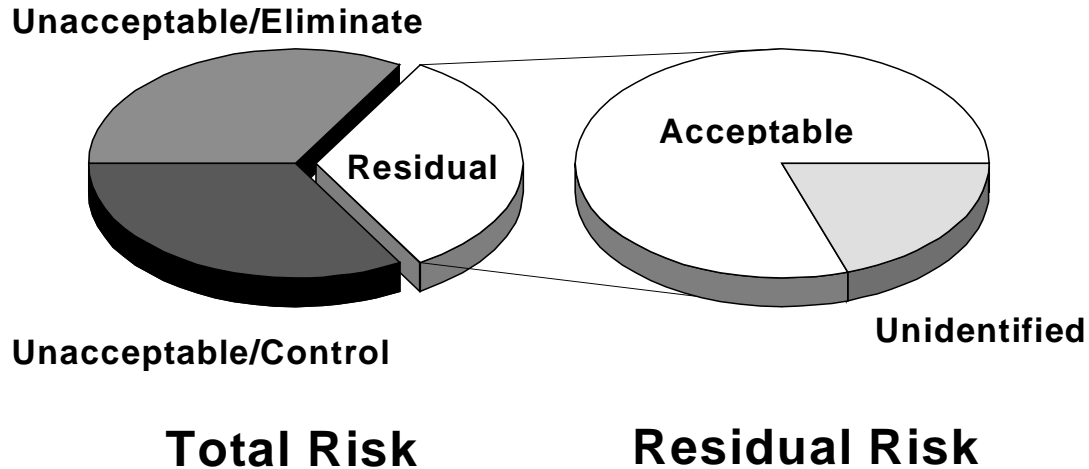 Unacceptable/Eliminate
Acceptable
Residual
Unidentified
Unacceptable/Control
Total Risk
Residual Risk